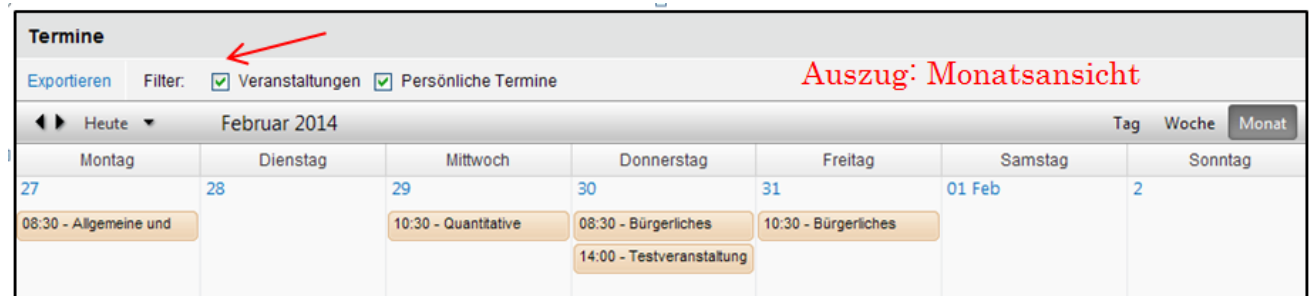 Termine
Exportieren Filter: Veranstaltungen Persönliche Termine Auszug: Monatsansicht
Heute Februar 2014 Tag Woche Monat
Montag Dienstag Mittwoch Donnerstag Freitag Samstag Sonntag
27 28 29 30 31 01 Feb 2
08:30 - Allgemeine und 10:30 - Quantitative 08:30 - Bürgerliches 10:30 - Bürgerliches
14:00 - Testveranstaltung